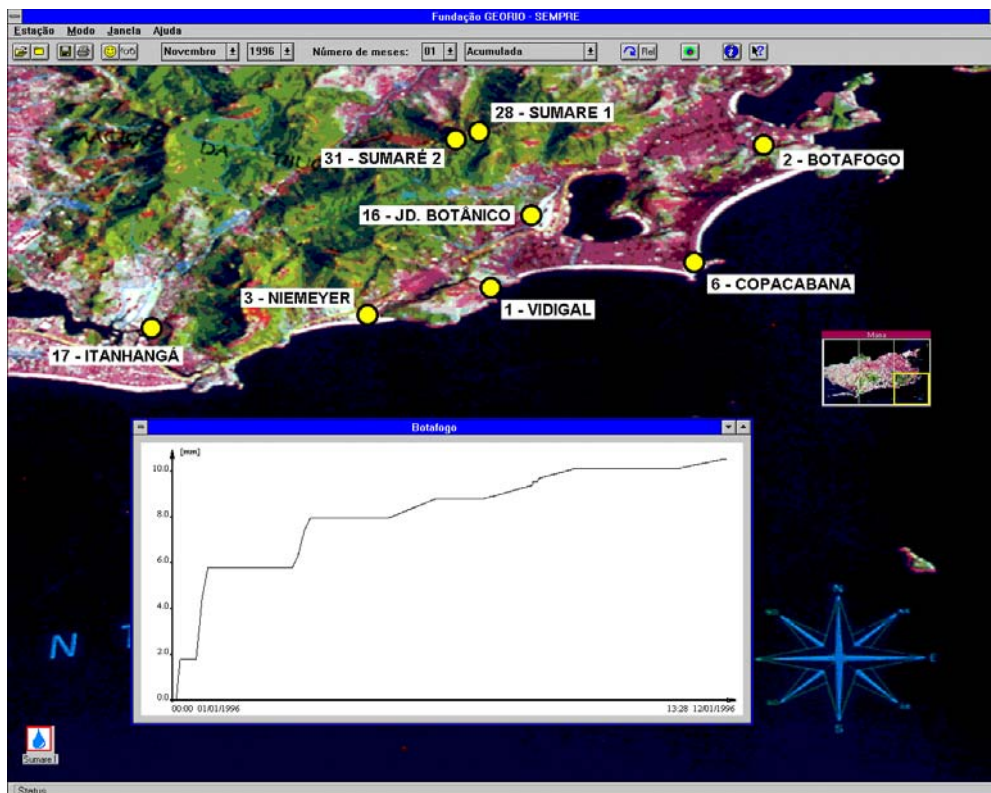 Fundação GEORIO - SEMPRE
Estação Modo Janela Ajuda
Novembro 1996 Número de meses: 01 Acumulada Rel
28 - SUMARE 1
31 - SUMARÉ 2
2 - BOTAFOGO
16 - JD. BOTÂNICO
6 - COPACABANA
3 - NIEMEYER
1 - VIDIGAL
17 - ITANHANGÁ
Mapa
DA
Botafogo
[mm]
10.0
8.0
6.0
4.0
2.0
0.0
00:00 01/01/1996 13:28 12/01/1996
N
N
E
S
Sumare I
Status